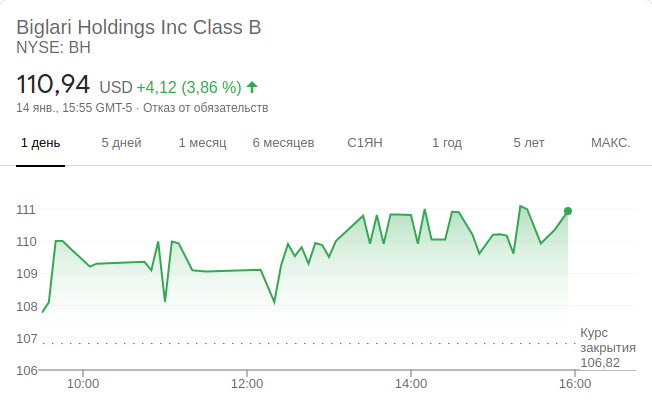 Biglari Holdings Inc Class B
NYSE: BH
110,94 USD +4,12 (3,86 %)
14 янв., 15:55 GMT-5 · Отказ от обязательств
1 день 5 дней 1 месяц 6 месяцев С1ЯН 1 год 5 лет МАКС.
111
110
109
108
107
106
Курс
закрытия
106,82
10:00 12:00 14:00 16:00